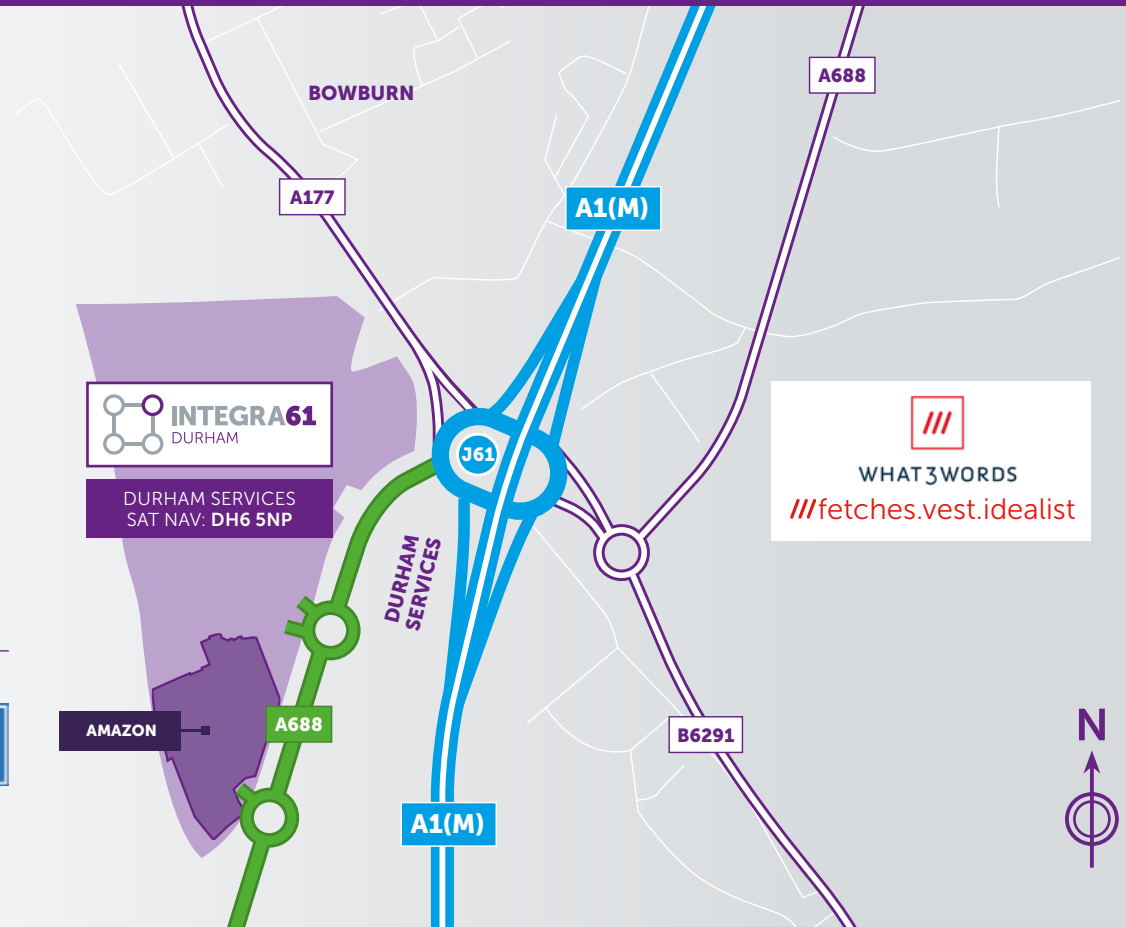 A688
BOWBURN
A177
A1(M)
INTEGRA61
DURHAM
DURHAM SERVICES
SAT NAV: DH6 5NP
J61
WHAT3WORDS
///fetches.vest.idealist
DURHAM
SERVICES
AMAZON
A688
B6291
N
A1(M)